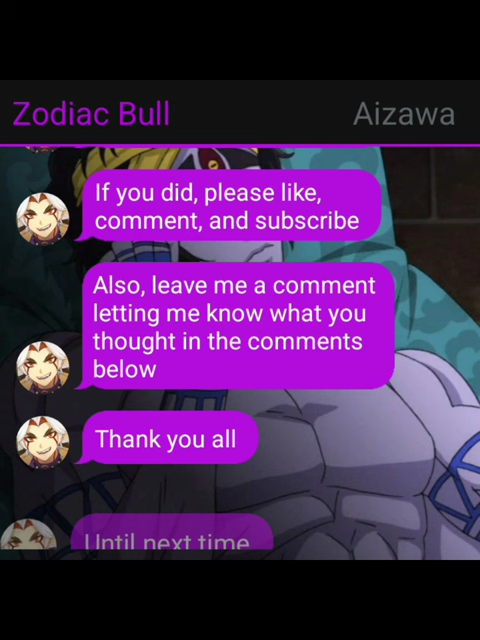 Zodiac Bull
Aizawa
If you did, please like,
comment, and subscribe
Also, leave me a comment
letting me know what you
thought in the comments
below
Thank you all
Until next time